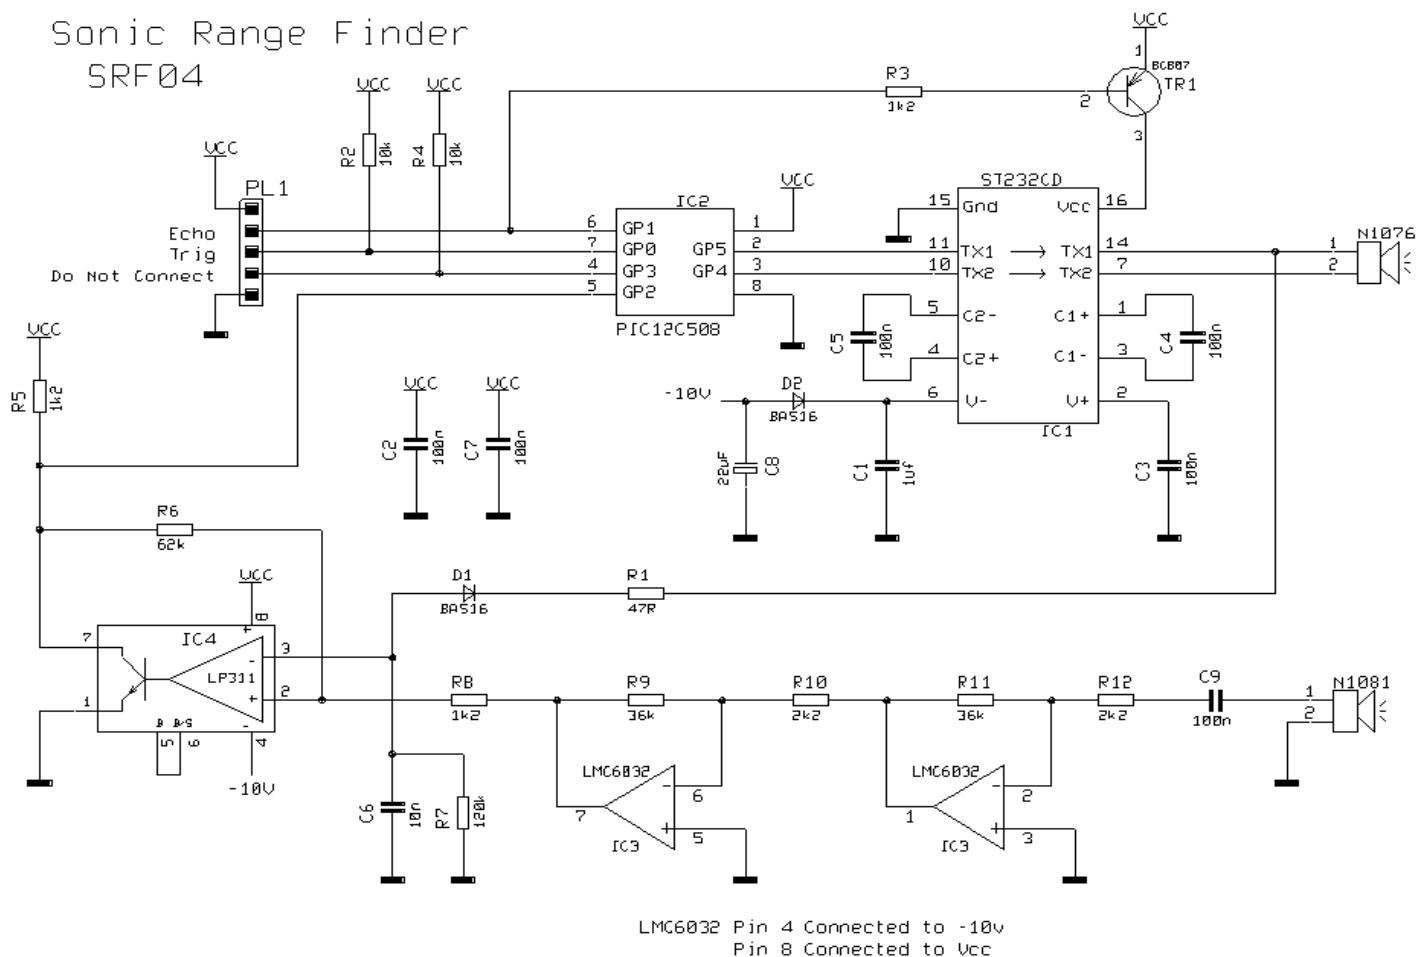 Sonic Range Finder
SRF04
VCC
1
BC807
TR1
2
3
R3
1k2
VCC
VCC
R2
10k
R4
10k
VCC
PL1
Echo
Trig
Do Not Connect
IC2
6 GP1
7 GP0
4 GP3
5 GP2
1
GP5 2
GP4 3
8
PIC12C508
VCC
ST232CD
15 Gnd
Vcc 16
11 TX1
TX1 14
10 TX2
TX2 7
5 C2-
C1+ 1
4 C2+
C1- 3
6 V-
V+ 2
IC1
N1076
1
2
C5
100n
C4
100n
VCC
R5
1k2
VCC
C2
100n
VCC
C7
100n
-10V
D2
BAS16
22uF
C8
C1
1uf
C3
100n
R6
62k
D1
BAS16
R1
47R
VCC
8
IC4
LP311
7
1
3
2
+
-
+
-
B
B/S
5
6
4
-10V
R8
1k2
R9
36k
R10
2k2
R11
36k
R12
2k2
C9
100n
N1081
1
2
C6
10n
R7
120k
LMC6032
-
6
7
+
5
IC3
LMC6032
-
2
1
+
3
IC3
LMC6032 Pin 4 Connected to -10v
Pin 8 Connected to Vcc